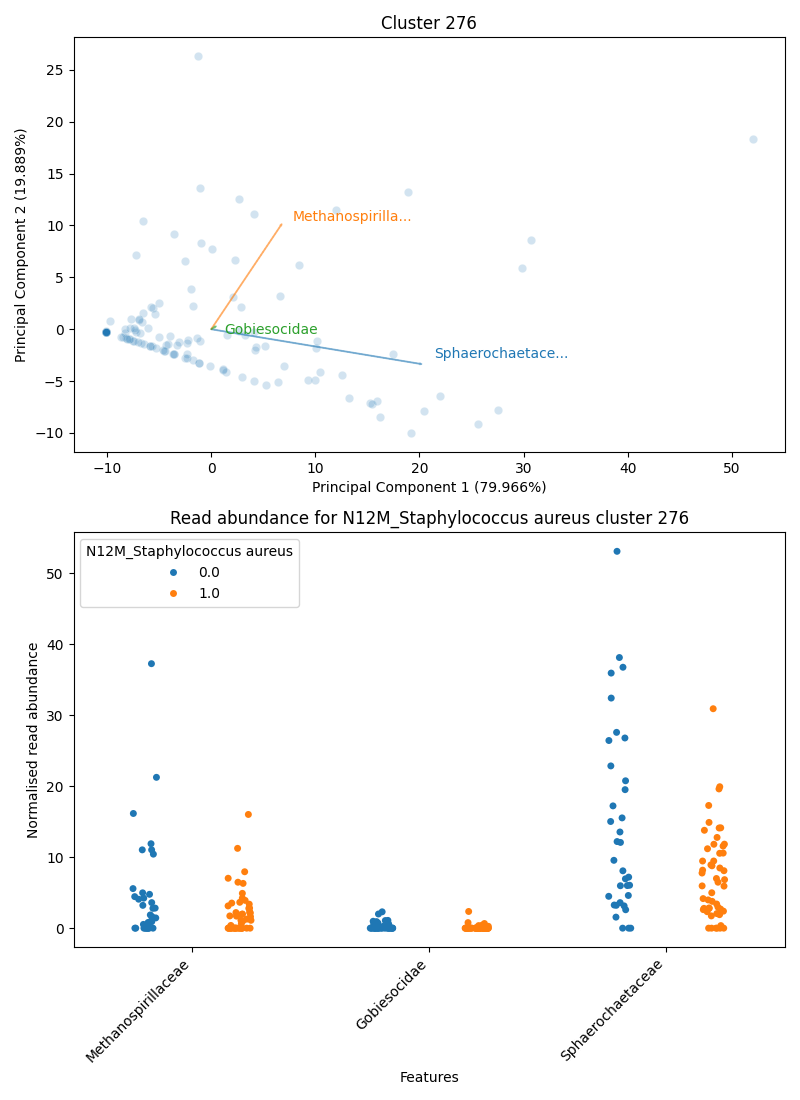 Cluster 276
Principal Component 2 (19.889%)
25
20
15
10
5
0
−5
−10
Methanospirilla...
Gobiesocidae
Sphaerochaetace...
−10
0
10
20
30
40
50
Principal Component 1 (79.966%)
Read abundance for N12M_Staphylococcus aureus cluster 276
N12M_Staphylococcus aureus
0.0
1.0
Normalised read abundance
50
40
30
20
10
0
Methanospirillaceae
Gobiesocidae
Sphaerochaetaceae
Features